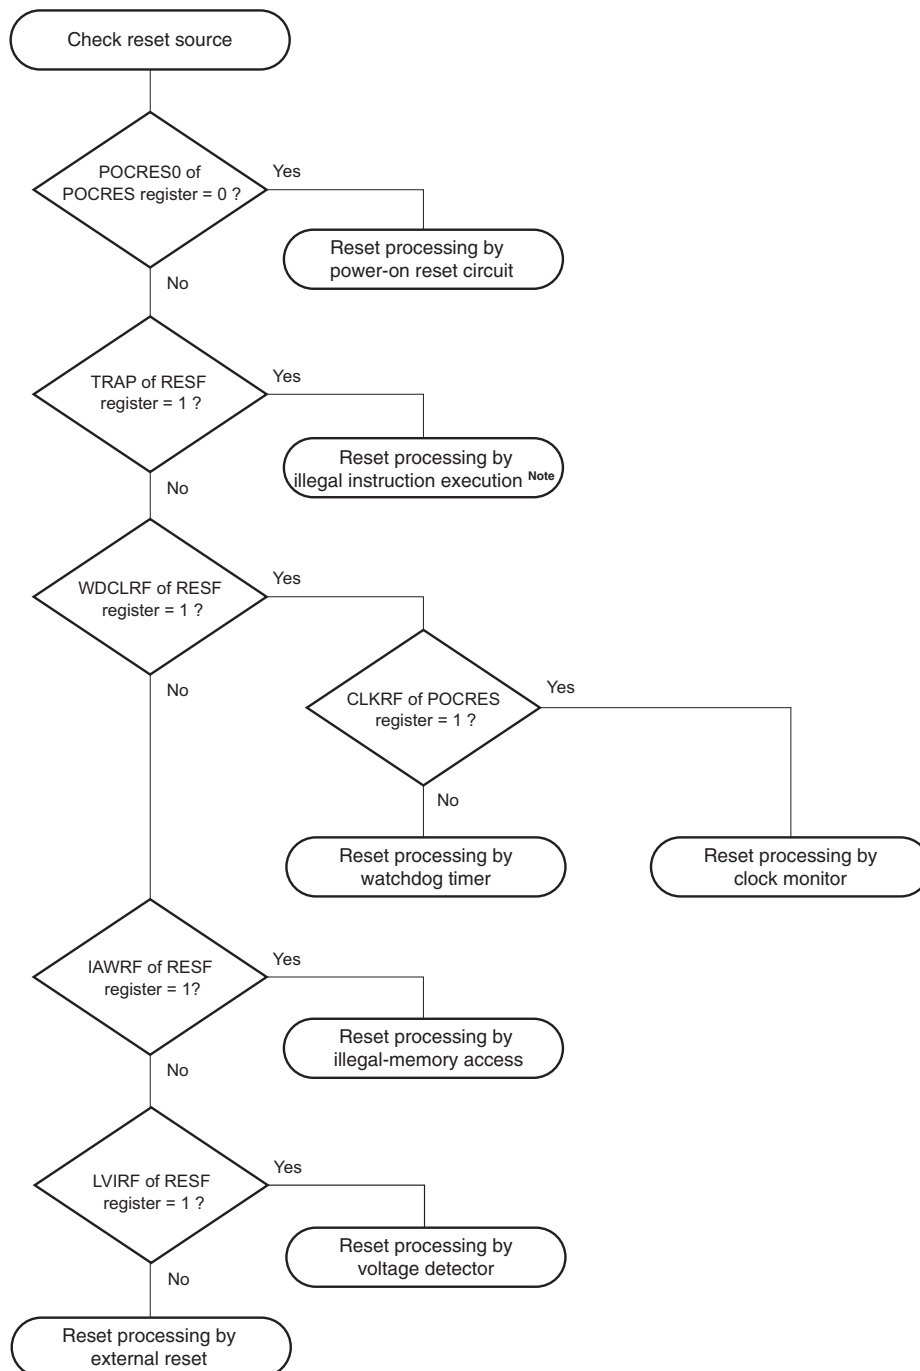 Check reset source
POCRES0 of
POCRES register = 0 ?
Yes
Reset processing by
power-on reset circuit
No
TRAP of RESF
register = 1 ?
Yes
Reset processing by
illegal instruction execution Note
No
WDCLRF of RESF
register = 1 ?
Yes
No
CLKRF of POCRES
register = 1 ?
Yes
No
Reset processing by
watchdog timer
Reset processing by
clock monitor
IAWRF of RESF
register = 1?
Yes
Reset processing by
illegal-memory access
No
LVIRF of RESF
register = 1 ?
Yes
Reset processing by
voltage detector
No
Reset processing by
external reset